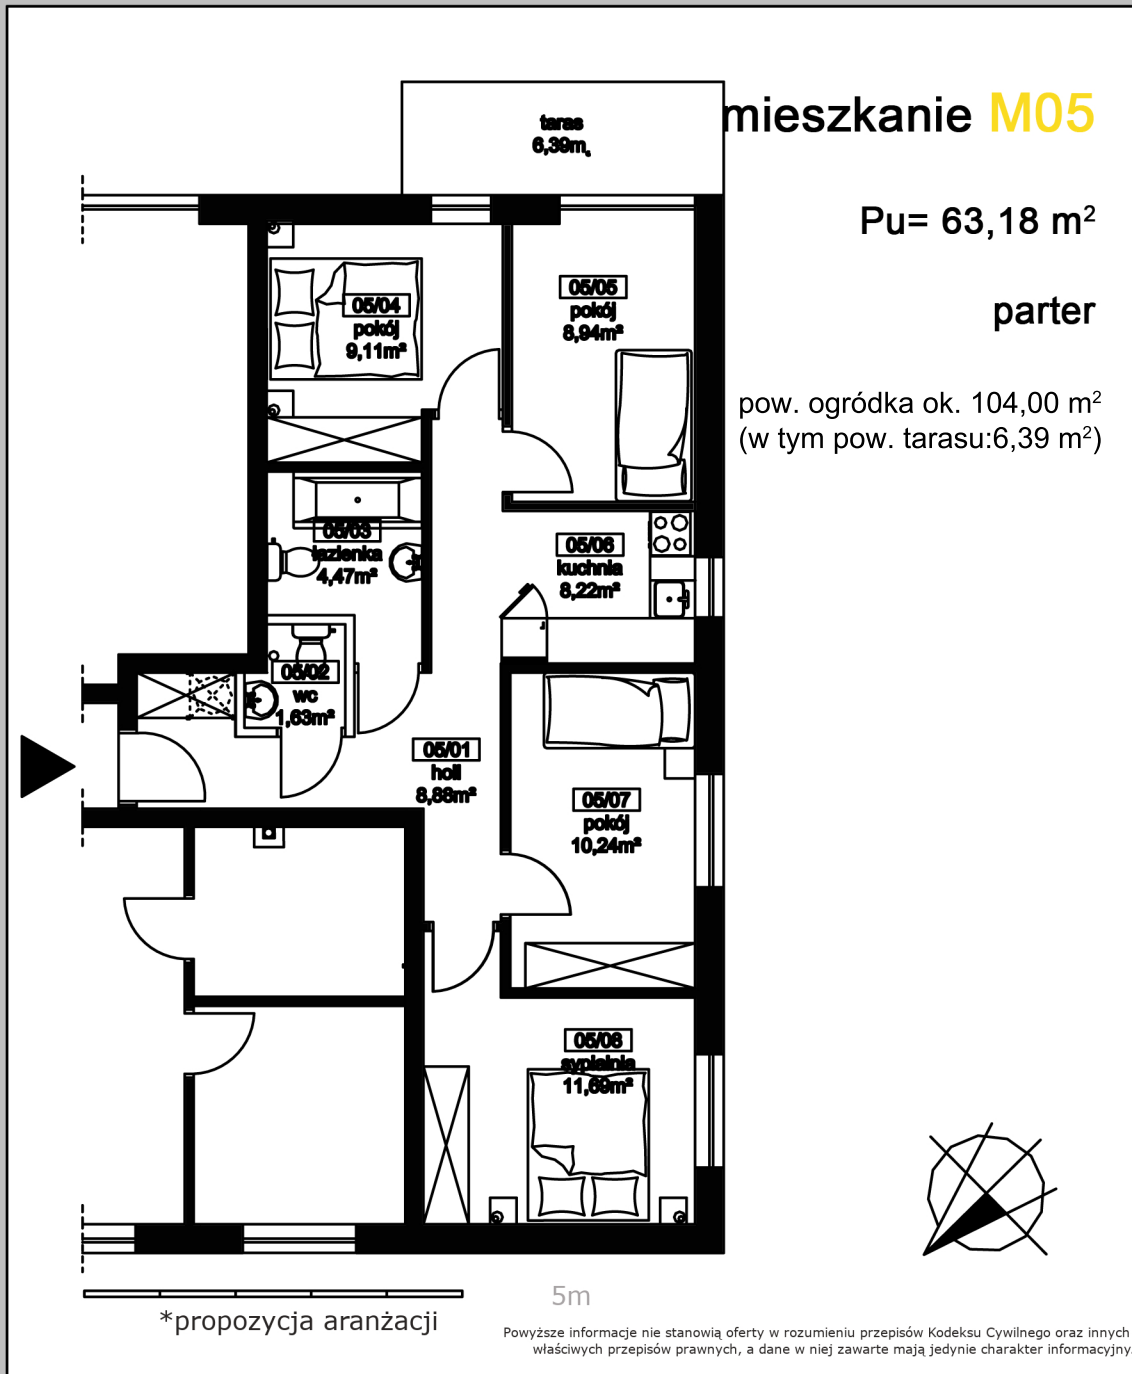 mieszkanie M05
taras
6,39m²
Pu= 63,18 m²
parter
pow. ogródka ok. 104,00 m²
(w tym pow. tarasu:6,39 m²)
05/04
pokój
9,11m²
05/05
pokój
8,94m²
05/03
łazienka
4,47m²
05/06
kuchnia
8,22m²
05/02
wc
1,63m²
05/01
holl
8,88m²
05/07
pokój
10,24m²
05/08
sypialnia
11,69m²
5m
*propozycja aranżacji
Powyższe informacje nie stanowią oferty w rozumieniu przepisów Kodeksu Cywilnego oraz innych
właściwych przepisów prawnych, a dane w niej zawarte mają jedynie charakter informacyjny.